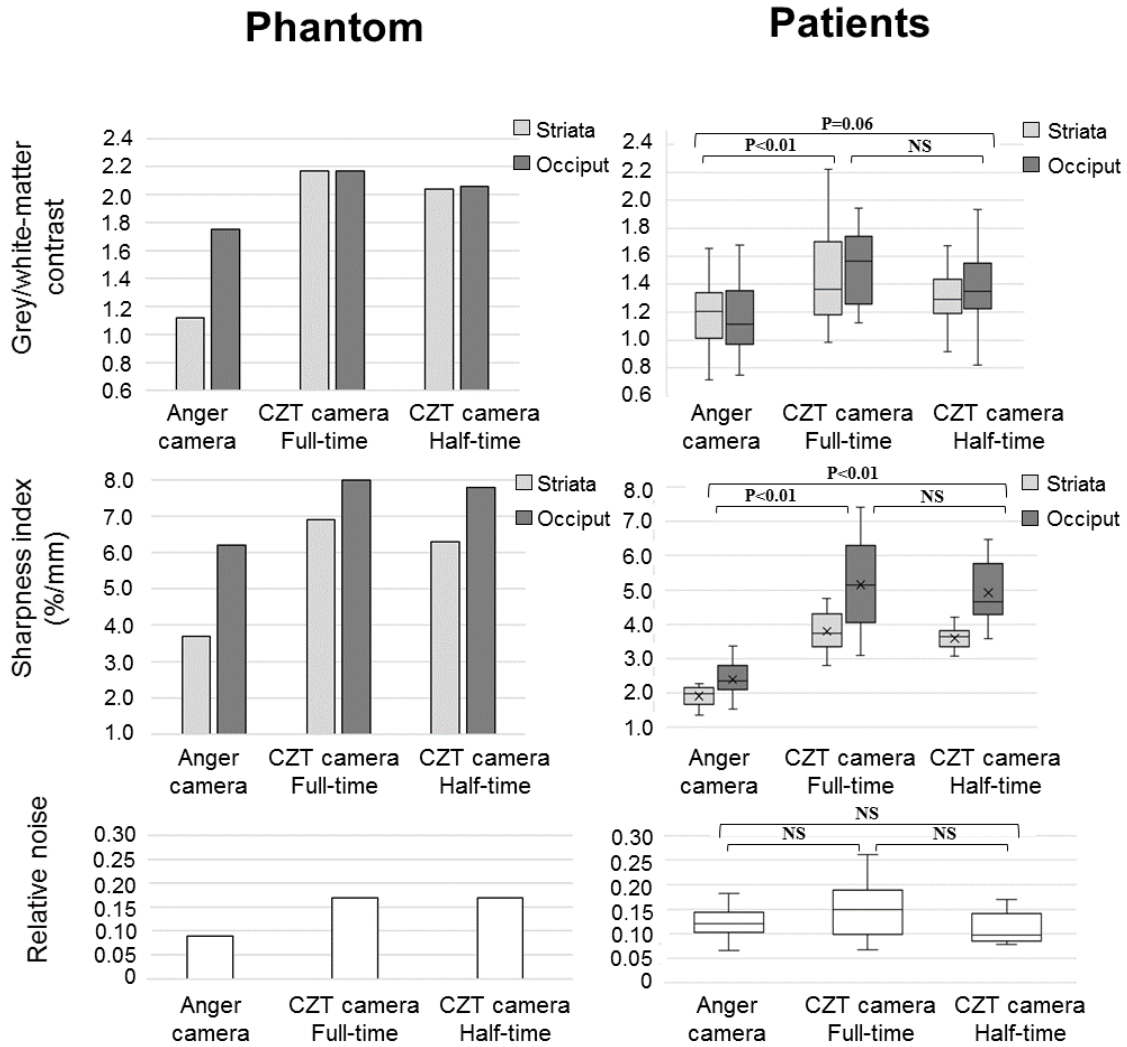 Phantom
Patients
Grey/white-matter
contrast
2.4
2.2
2.0
1.8
1.6
1.4
1.2
1.0
0.8
0.6
Striata
Occiput
Anger
camera
CZT camera
Full-time
CZT camera
Half-time
2.4
2.2
2.0
1.8
1.6
1.4
1.2
1.0
0.8
0.6
P=0.06
P<0.01
NS
Striata
Occiput
Anger
camera
CZT camera
Full-time
CZT camera
Half-time
Sharpness index
(%/mm)
8.0
7.0
6.0
5.0
4.0
3.0
2.0
1.0
Striata
Occiput
Anger
camera
CZT camera
Full-time
CZT camera
Half-time
8.0
7.0
6.0
5.0
4.0
3.0
2.0
1.0
P<0.01
P<0.01
NS
Striata
Occiput
Anger
camera
CZT camera
Full-time
CZT camera
Half-time
Relative noise
0.30
0.25
0.20
0.15
0.10
0.05
0
Anger
camera
CZT camera
Full-time
CZT camera
Half-time
0.30
0.25
0.20
0.15
0.10
0.05
0
NS
NS
NS
Anger
camera
CZT camera
Full-time
CZT camera
Half-time